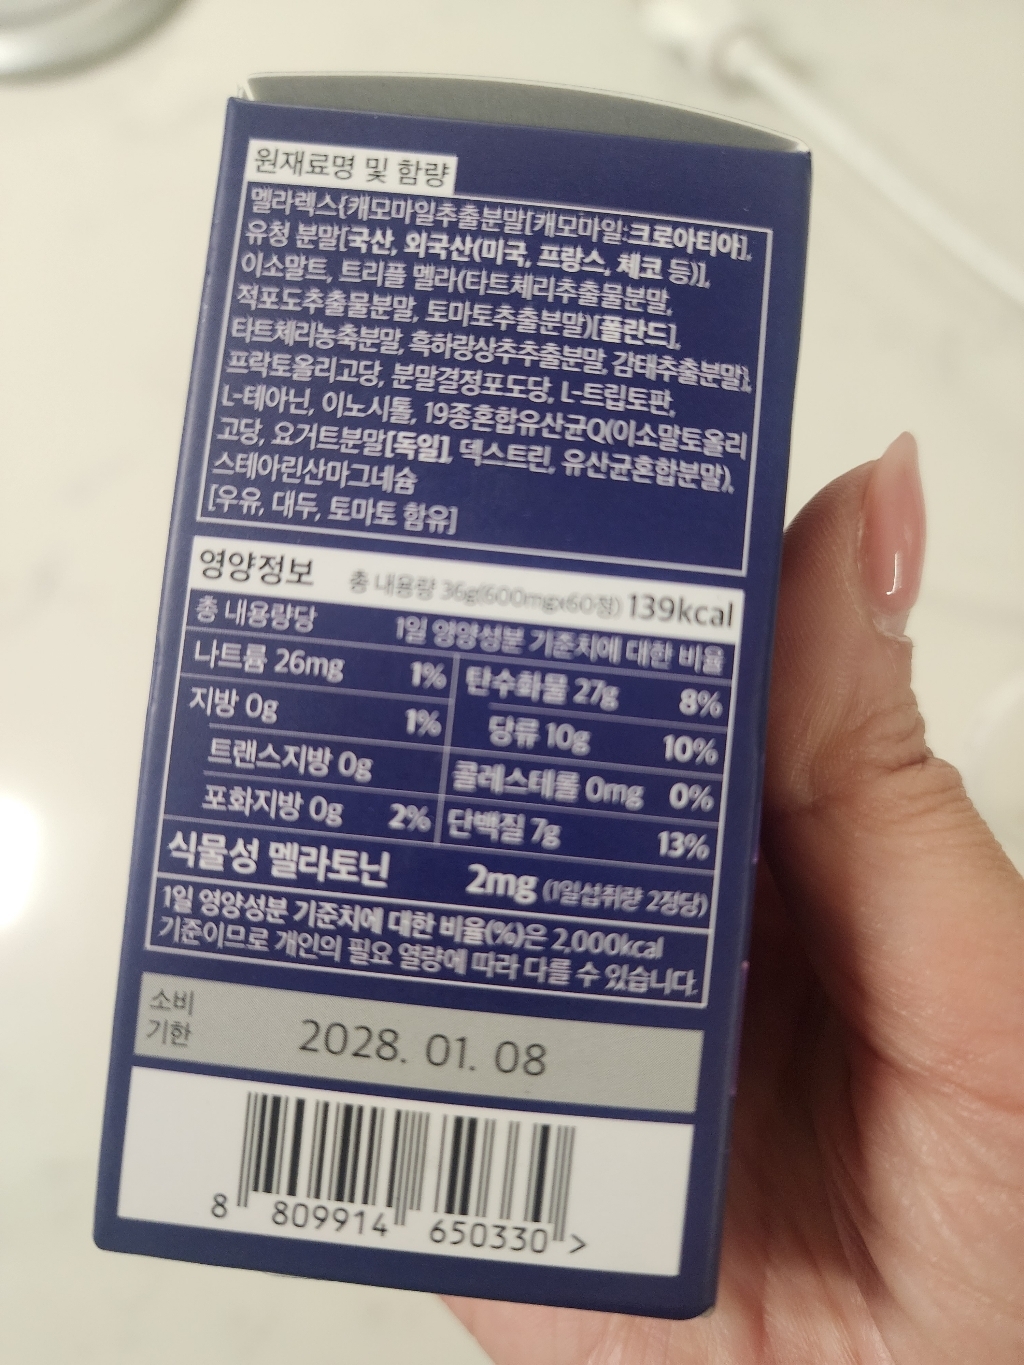 원재료명 및 함량
멜라렉스{캐모마일추출분말[캐모마일:크로아티아],
유청 분말[국산, 외국산(미국, 프랑스, 체코 등)],
이소말트, 트리플 멜라(타트체리추출물분말,
적포도추출물분말, 토마토추출분말)[폴란드],
타트체리농축분말, 흑하랑상추추출분말, 감태추출분말},
프락토올리고당, 분말결정포도당, L-트립토판,
L-테아닌, 이노시톨, 19종혼합유산균Q(이소말토올리
고당, 요거트분말[독일], 덱스트린, 유산균혼합분말),
스테아린산마그네슘
[우유, 대두, 토마토 함유]
영양정보 총 내용량 36g(600mgx60정) 139kcal
총 내용량당 1일 영양성분 기준치에 대한 비율
나트륨 26mg 1% 탄수화물 27g 8%
지방 0g 1% 당류 10g 10%
트랜스지방 0g 콜레스테롤 0mg 0%
포화지방 0g 2% 단백질 7g 13%
식물성 멜라토닌 2mg (1일섭취량 2정당)
1일 영양성분 기준치에 대한 비율(%)은 2,000kcal
기준이므로 개인의 필요 열량에 따라 다를 수 있습니다.
소비
기한 2028. 01. 08
8 809914 650330 >